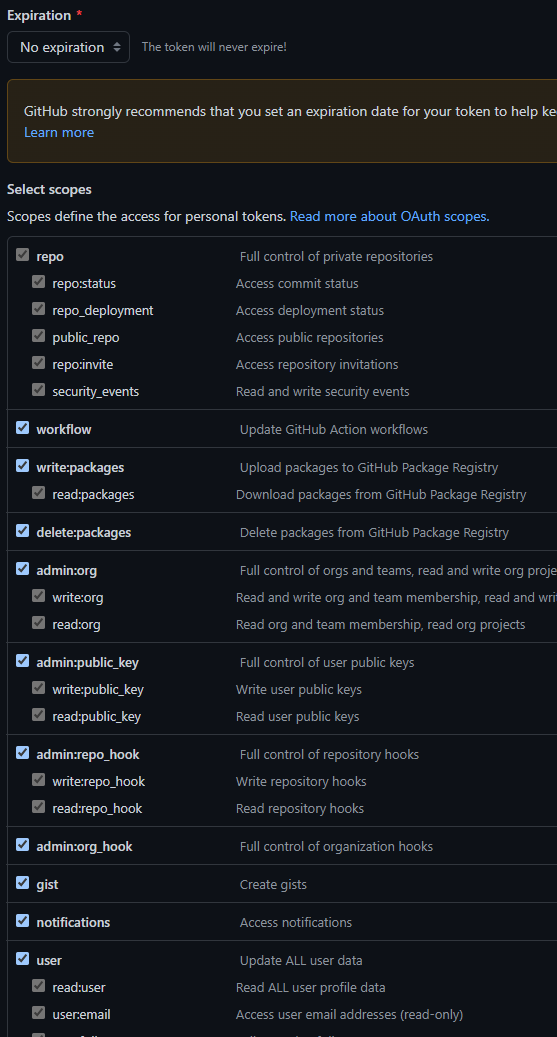 Expiration *
No expiration The token will never expire!
GitHub strongly recommends that you set an expiration date for your token to help
Learn more
Select scopes
Scopes define the access for personal tokens. Read more about OAuth scopes.
repo Full control of private repositories
repo:status Access commit status
repo_deployment Access deployment status
public_repo Access public repositories
repo:invite Access repository invitations
security_events Read and write security events
workflow Update GitHub Action workflows
write:packages Upload packages to GitHub Package Registry
read:packages Download packages from GitHub Package Registry
delete:packages Delete packages from GitHub Package Registry
admin:org Full control of orgs and teams, read and write org
write:org Read and write org and team membership, read and
read:org Read org and team membership, read org projects
admin:public_key Full control of user public keys
write:public_key Write user public keys
read:public_key Read user public keys
admin:repo_hook Full control of repository hooks
write:repo_hook Write repository hooks
read:repo_hook Read repository hooks
admin:org_hook Full control of organization hooks
gist Create gists
notifications Access notifications
user Update ALL user data
read:user Read ALL user profile data
user:email Access user email addresses (read-only)